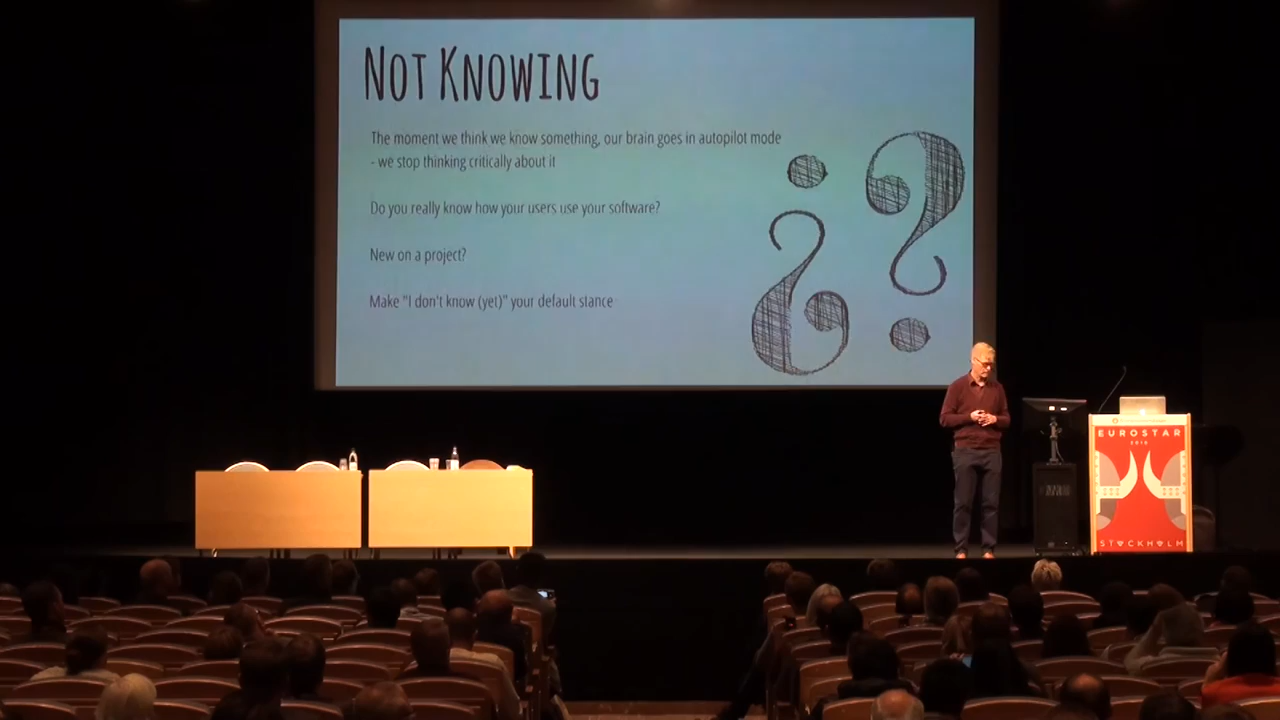 NOT KNOWING
The moment we think we know something, our brain goes in autopilot mode
- we stop thinking critically about it
Do you really know how your users use your software?
New on a project?
Make "I don't know (yet)" your default stance
¿?
EUROSTAR
STOCKHOLM